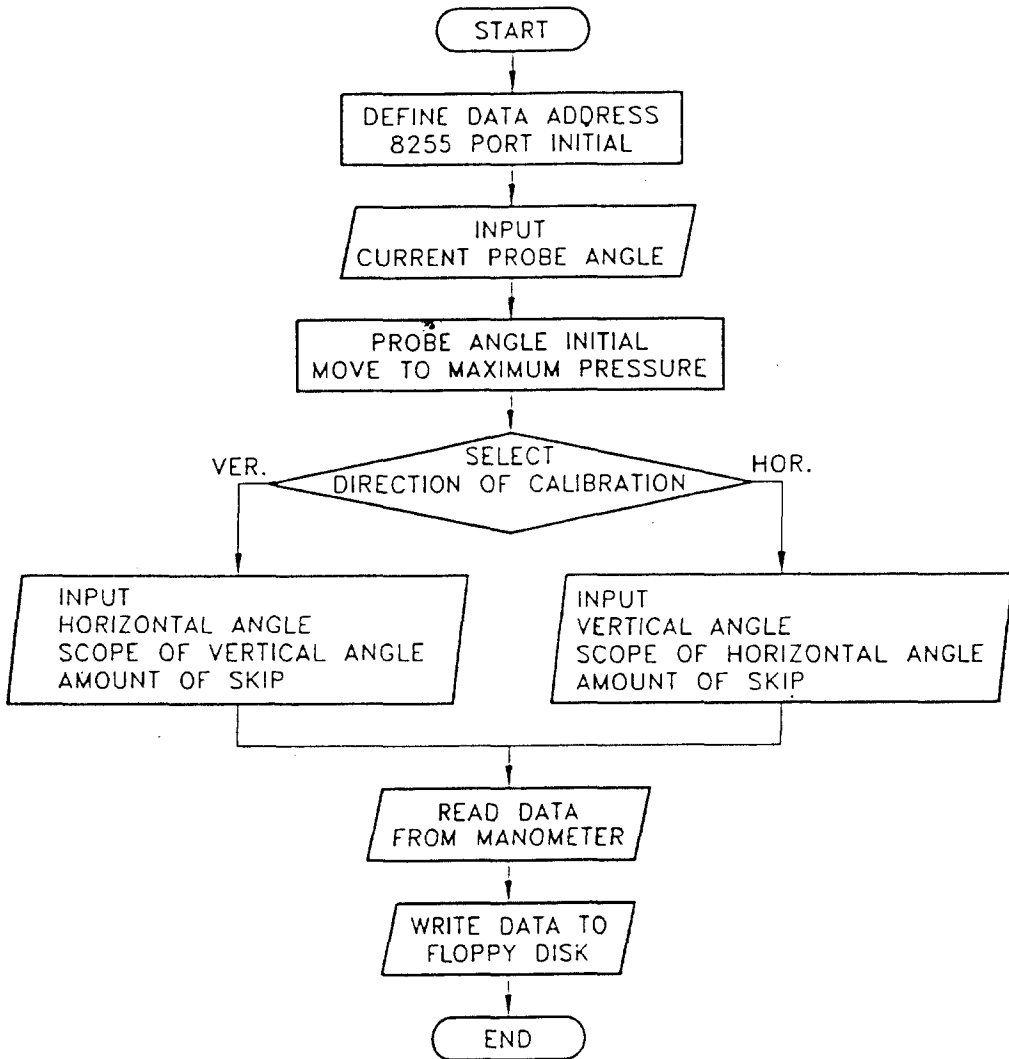 START
DEFINE DATA ADDRESS
8255 PORT INITIAL
INPUT
CURRENT PROBE ANGLE
PROBE ANGLE INITIAL
MOVE TO MAXIMUM PRESSURE
SELECT
DIRECTION OF CALIBRATION
VER.
HOR.
INPUT
HORIZONTAL ANGLE
SCOPE OF VERTICAL ANGLE
AMOUNT OF SKIP
INPUT
VERTICAL ANGLE
SCOPE OF HORIZONTAL ANGLE
AMOUNT OF SKIP
READ DATA
FROM MANOMETER
WRITE DATA TO
FLOPPY DISK
END